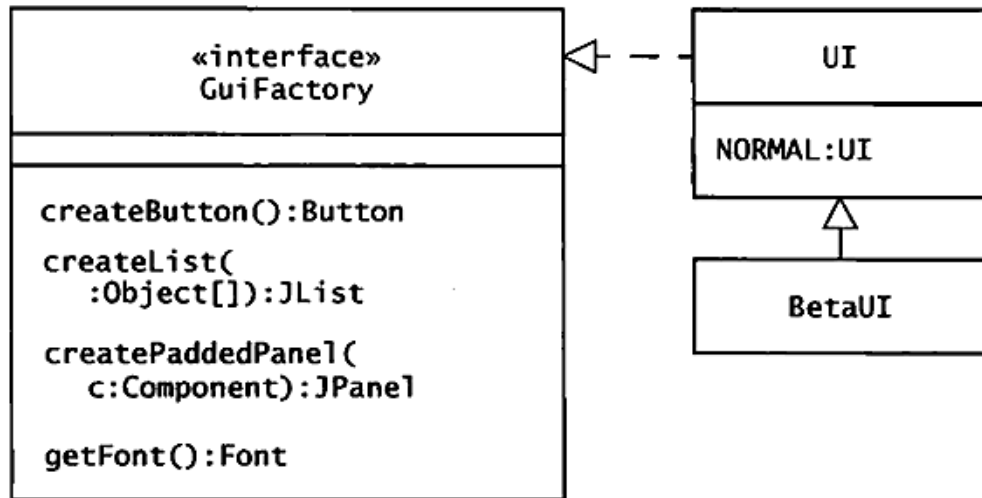 «interface»
GuiFactory
createButton():Button
createList(
:Object[]):JList
createPaddedPanel(
c:Component):JPanel
getFont():Font
UI
NORMAL:UI
BetaUI